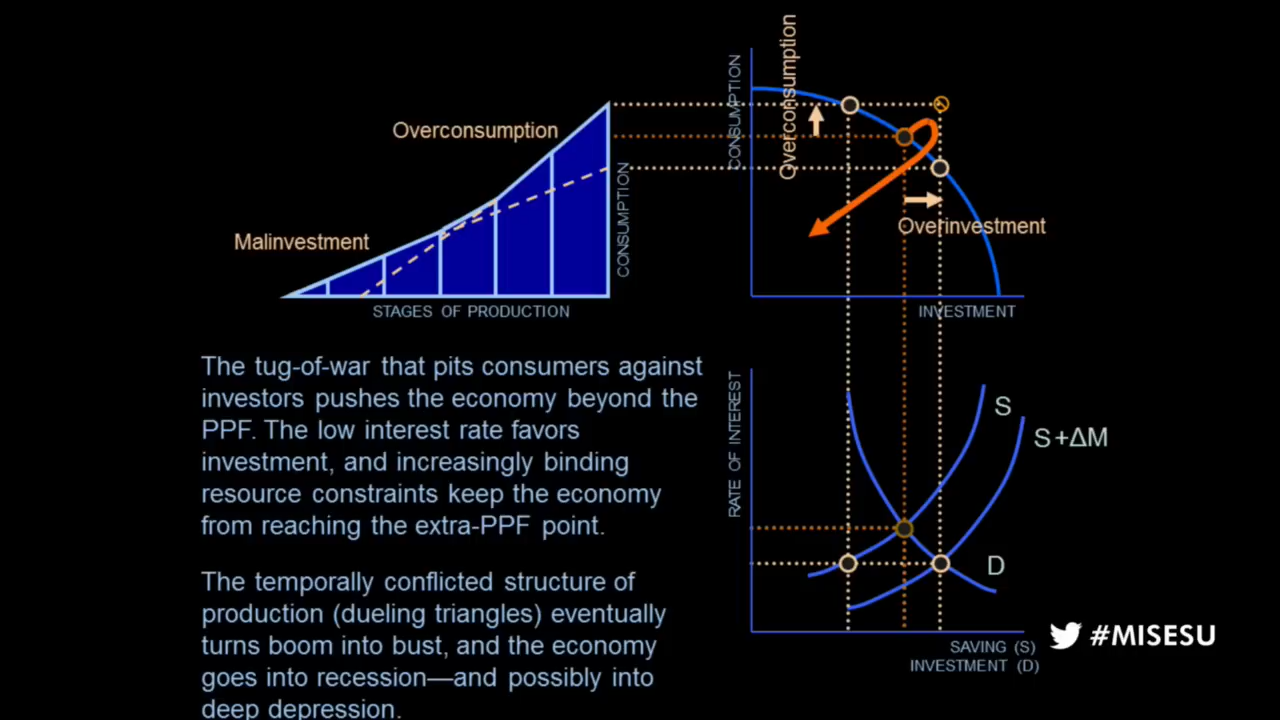 Overconsumption
Malinvestment
CONSUMPTION
STAGES OF PRODUCTION
CONSUMPTION
Overconsumption
Overinvestment
INVESTMENT
The tug-of-war that pits consumers against
investors pushes the economy beyond the
PPF. The low interest rate favors
investment, and increasingly binding
resource constraints keep the economy
from reaching the extra-PPF point.
The temporally conflicted structure of
production (dueling triangles) eventually
turns boom into bust, and the economy
goes into recession—and possibly into
deep depression.
RATE OF INTEREST
S
S+ΔM
D
SAVING (S)
INVESTMENT (D)
#MISESU